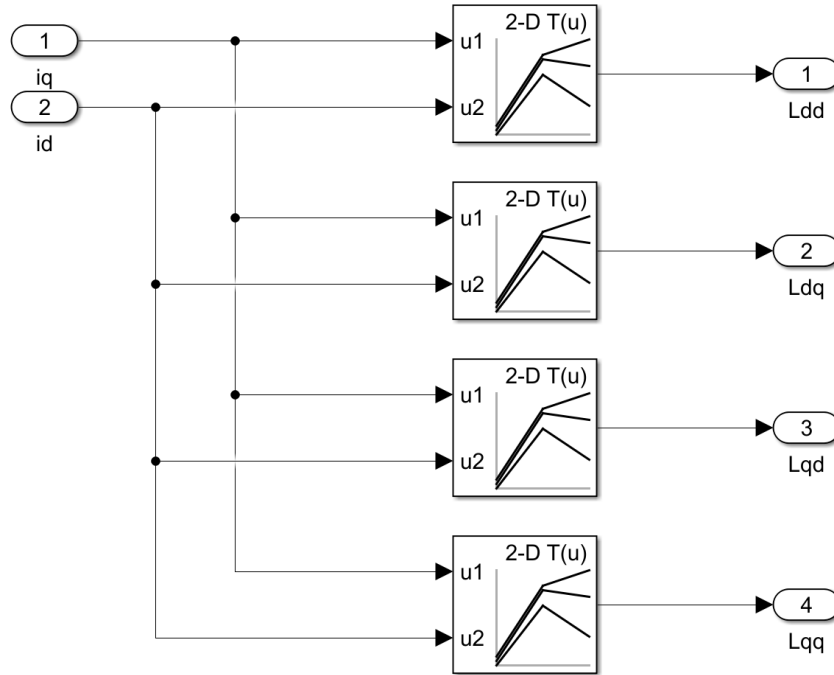 1
iq
2
id
2-D T(u)
u1
u2
1
Ldd
2-D T(u)
u1
u2
2
Ldq
2-D T(u)
u1
u2
3
Lqd
2-D T(u)
u1
u2
4
Lqq